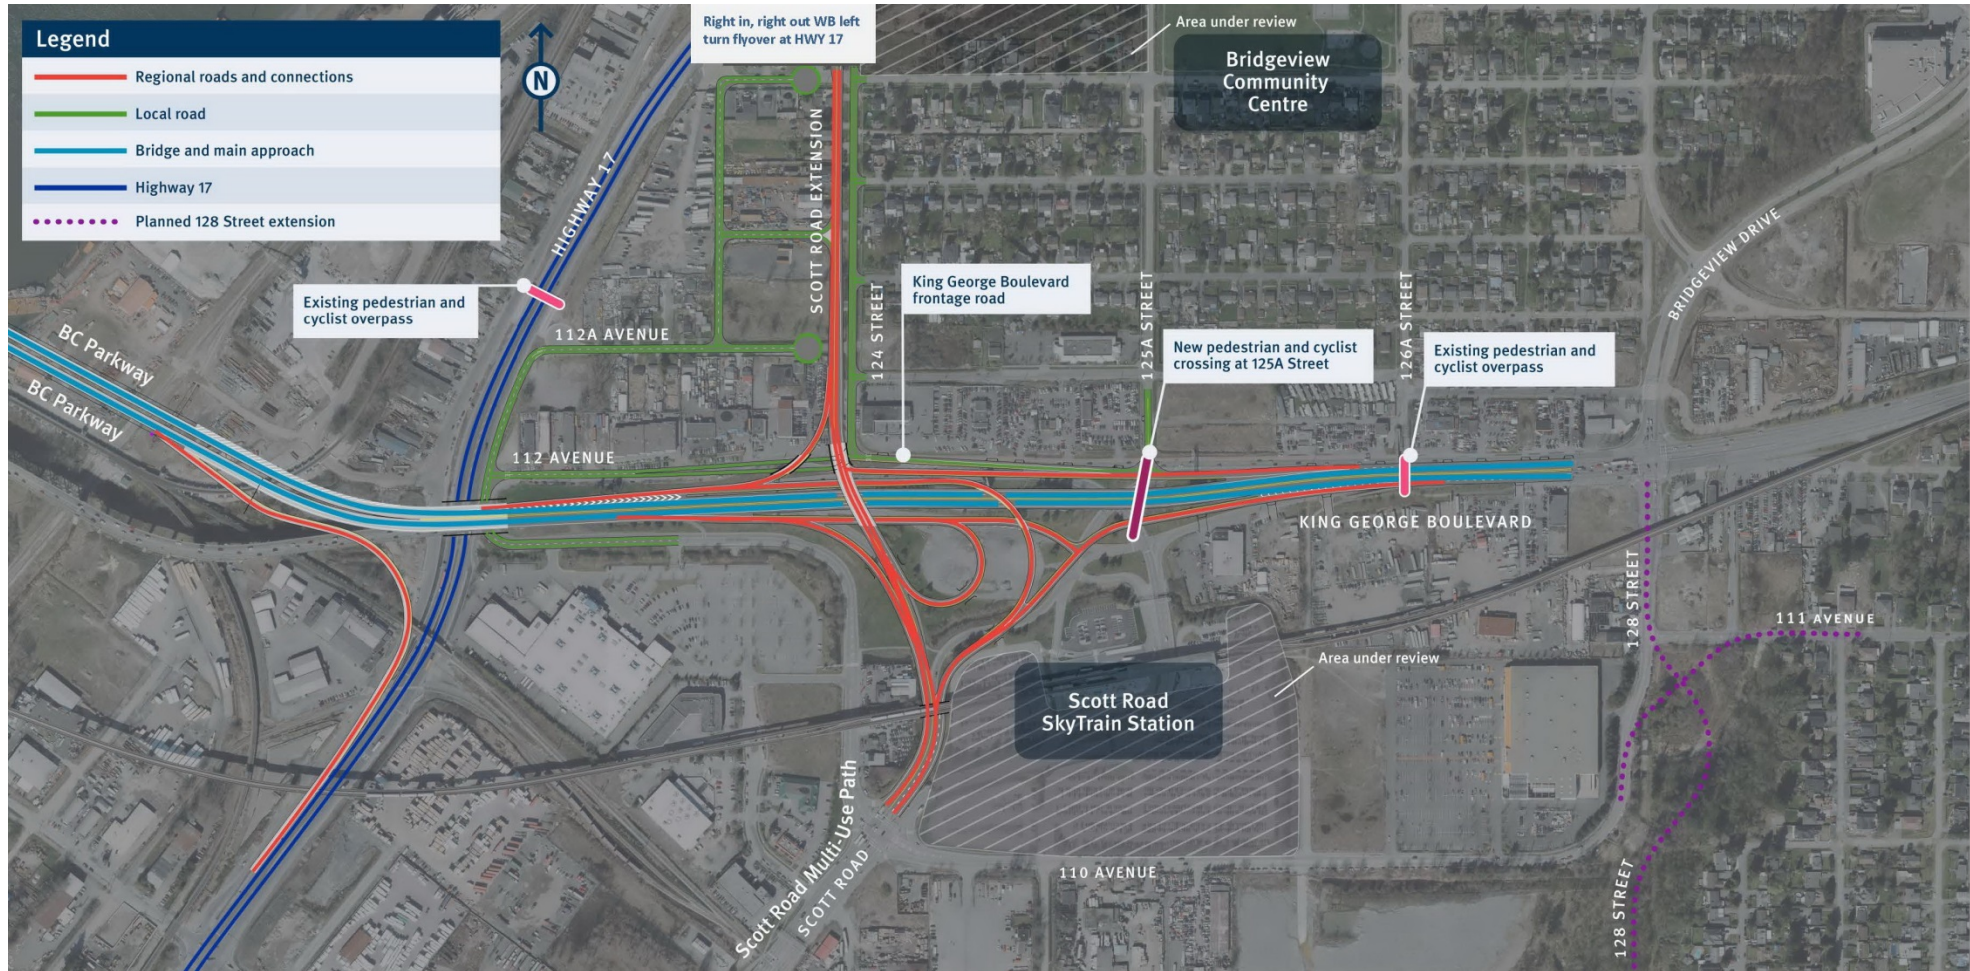 Legend
Regional roads and connections
Local road
Bridge and main approach
Highway 17
Planned 128 Street extension
N
Right in, right out WB left
turn flyover at HWY 17
Area under review
Bridgeview
Community
Centre
HIGHWAY 17
SCOTT ROAD EXTENSION
BRIDGEVIEW DRIVE
Existing pedestrian and
cyclist overpass
112A AVENUE
124 STREET
King George Boulevard
frontage road
125A STREET
New pedestrian and cyclist
crossing at 125A Street
126A STREET
Existing pedestrian and
cyclist overpass
BC Parkway
BC Parkway
112 AVENUE
KING GEORGE BOULEVARD
128 STREET
111 AVENUE
Area under review
Scott Road
SkyTrain Station
Scott Road Multi-Use Path
SCOTT ROAD
110 AVENUE
128 STREET